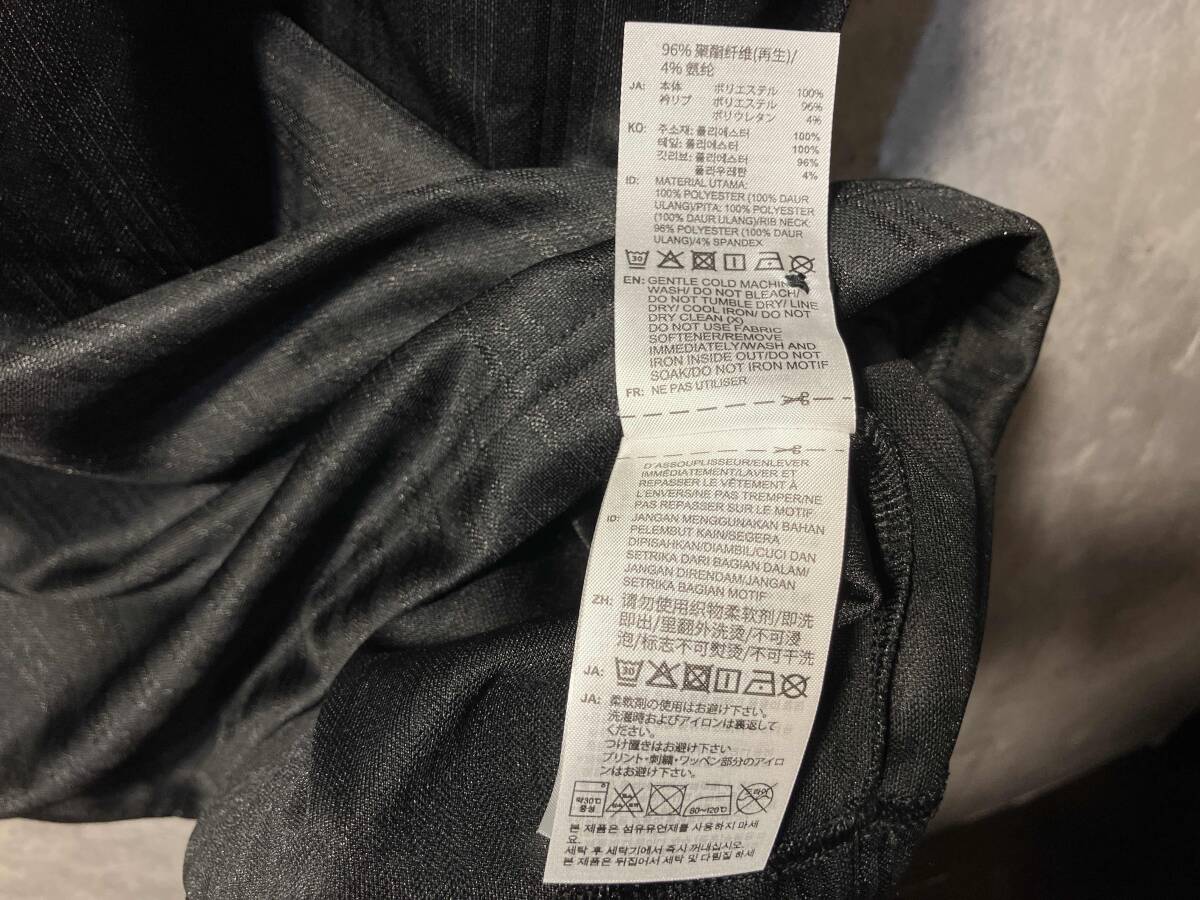 96% 聚酯纤维(再生)/
4% 氨纶
JA: 本体 ポリエステル 100%
衿リブ ポリエステル 96%
ポリウレタン 4%
KO: 주소재: 폴리에스터 100%
테입: 폴리에스터 100%
깃리브: 폴리에스터 96%
폴리우레탄 4%
ID: MATERIAL UTAMA:
100% POLYESTER (100% DAUR
ULANG)/PITA: 100% POLYESTER
(100% DAUR ULANG)/RIB NECK:
96% POLYESTER (100% DAUR
ULANG)/4% SPANDEX
30
EN: GENTLE COLD MACHINE
WASH/ DO NOT BLEACH/
DO NOT TUMBLE DRY/ LINE
DRY/ COOL IRON/ DO NOT
DRY CLEAN (X)
DO NOT USE FABRIC
SOFTENER/REMOVE
IMMEDIATELY/WASH AND
IRON INSIDE OUT/DO NOT
SOAK/DO NOT IRON MOTIF
FR: NE PAS UTILISER
D'ASSOUPLISSEUR/ENLEVER
IMMÉDIATEMENT/LAVER ET
REPASSER LE VÊTEMENT À
L'ENVERS/NE PAS TREMPER/NE
PAS REPASSER SUR LE MOTIF.
ID: JANGAN MENGGUNAKAN BAHAN
PELEMBUT KAIN/SEGERA
DIPISAHKAN/DIAMBIL/CUCI DAN
SETRIKA DARI BAGIAN DALAM/
JANGAN DIRENDAM/JANGAN
SETRIKA BAGIAN MOTIF
ZH: 请勿使用织物柔软剂/即洗
即出/里翻外洗烫/不可浸
泡/标志不可熨烫/不可干洗
JA: 30
JA: 柔軟剤の使用はお避け下さい。
洗濯時およびアイロンは裏返して
ください。
つけ置きはお避け下さい
プリント・刺繍・ワッペン部分のアイロ
ンはお避け下さい。
약30℃ 중성 80~120℃ 드라이
본 제품은 섬유유연제를 사용하지 마세
요.
세탁 후 세탁기에서 즉시 꺼내십시오.
본 제품은 뒤집어서 세탁 및 다림질 하세